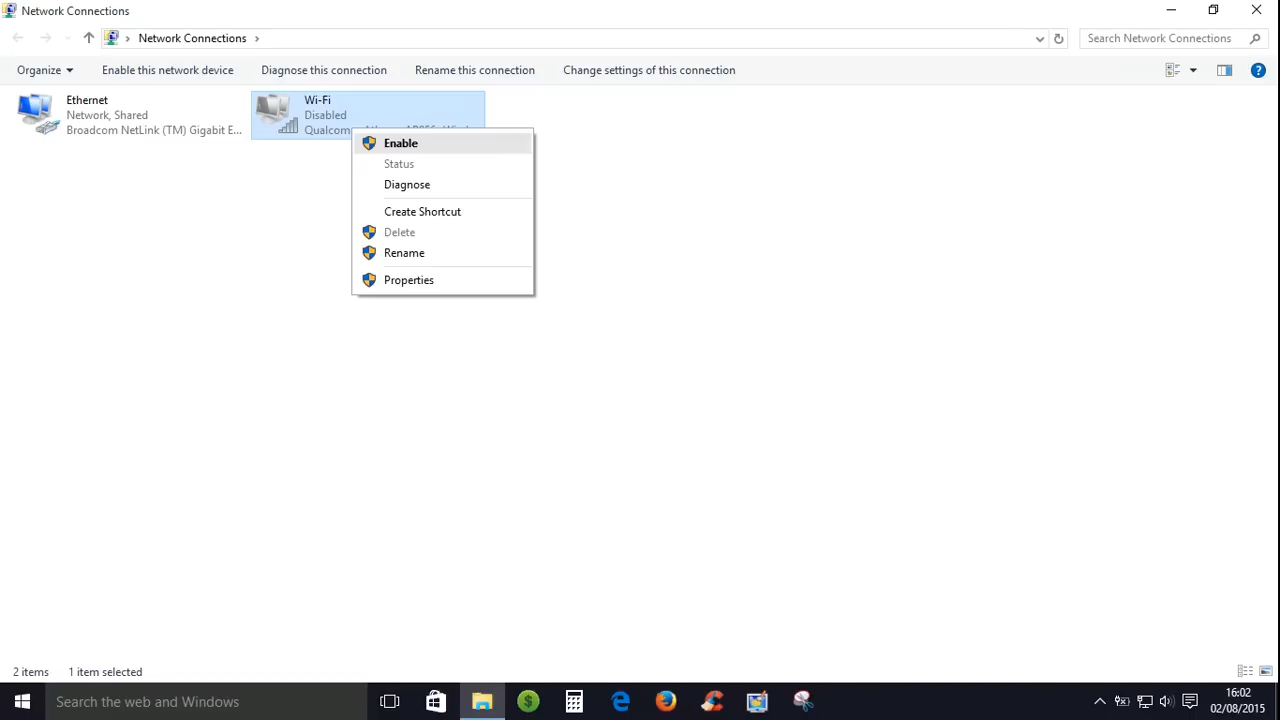 Network Connections
Network Connections
Search Network Connections
Organize
Enable this network device
Diagnose this connection
Rename this connection
Change settings of this connection
Ethernet
Network, Shared
Broadcom NetLink (TM) Gigabit E...
Wi-Fi
Disabled
Enable
Status
Diagnose
Create Shortcut
Delete
Rename
Properties
2 items
1 item selected
Search the web and Windows
16:02
02/08/2015